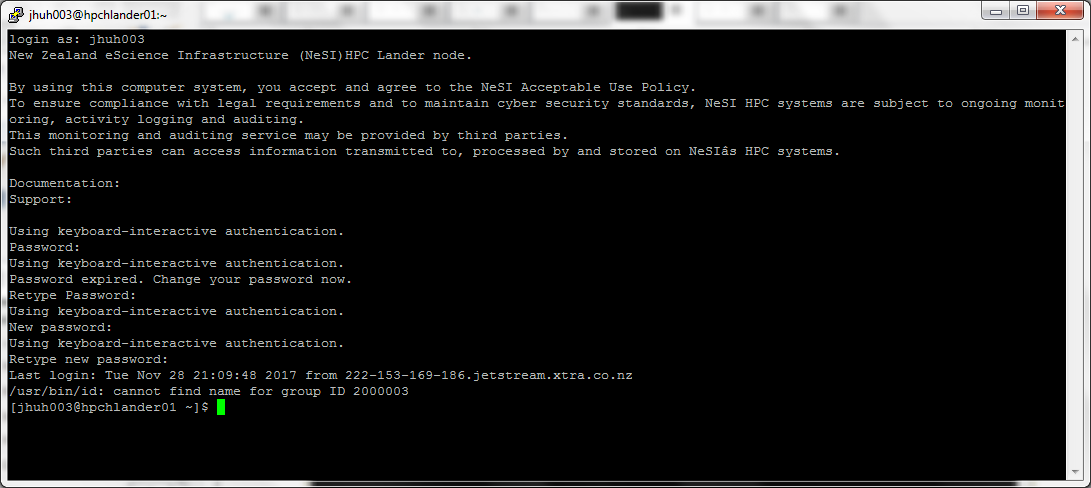 jhuh003@hpchlander01:~
login as: jhuh003
New Zealand eScience Infrastructure (NeSI)HPC Lander node.
By using this computer system, you accept and agree to the NeSI Acceptable Use Policy.
To ensure compliance with legal requirements and to maintain cyber security standards, NeSI HPC systems are subject to ongoing monit
oring, activity logging and auditing.
This monitoring and auditing service may be provided by third parties.
Such third parties can access information transmitted to, processed by and stored on NeSIâs HPC systems.
Documentation:
Support:
Using keyboard-interactive authentication.
Password:
Using keyboard-interactive authentication.
Password expired. Change your password now.
Retype Password:
Using keyboard-interactive authentication.
New password:
Using keyboard-interactive authentication.
Retype new password:
Last login: Tue Nov 28 21:09:48 2017 from 222-153-169-186.jetstream.xtra.co.nz
/usr/bin/id: cannot find name for group ID 2000003
[jhuh003@hpchlander01 ~]$